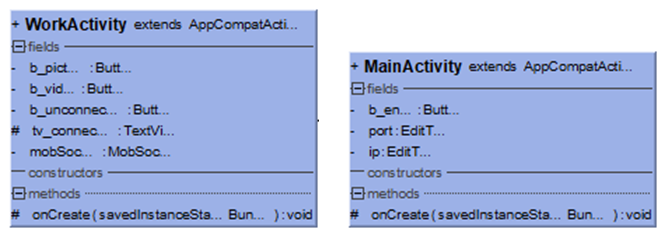 + WorkActivity extends AppCompatActi...
fields
- b_pict... :Butt...
- b_vid... :Butt...
- b_unconnec... :Butt...
# tv_connec... :TextVi...
- mobSoc... :MobSoc...
constructors
methods
# onCreate(savedInstanceSta... Bun... ):void
+ MainActivity extends AppCompatActi...
fields
- b_en... :Butt...
- port:EditT...
- ip:EditT...
constructors
methods
# onCreate(savedInstanceSta... Bun... ):void